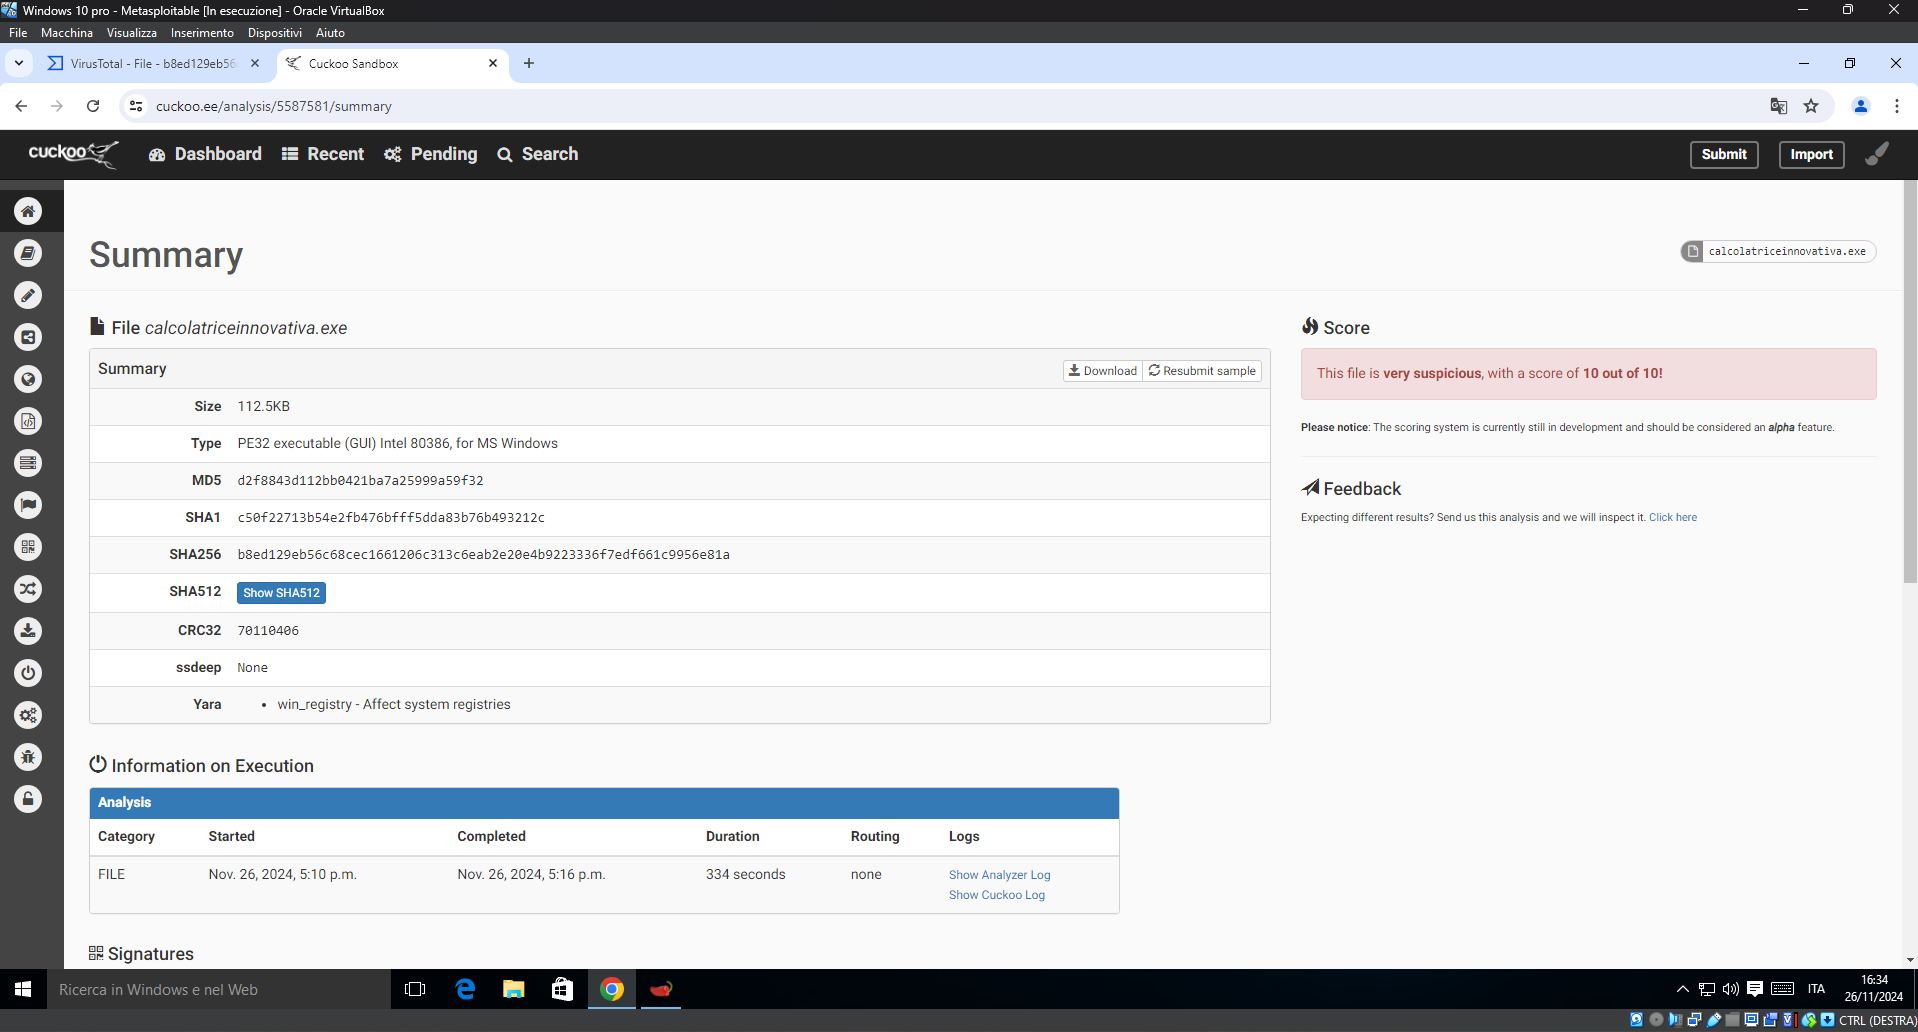 Windows 10 pro - Metasploitable [In esecuzione] - Oracle VirtualBox
File Macchina Visualizza Inserimento Dispositivi Aiuto
VirusTotal - File - b8ed129eb56
Cuckoo Sandbox
cuckoo.ee/analysis/5587581/summary
cuckoo Dashboard Recent Pending Search Submit Import
Summary
calcolatriceinnovativa.exe
File calcolatriceinnovativa.exe
Summary Download Resubmit sample
Size 112.5KB
Type PE32 executable (GUI) Intel 80386, for MS Windows
MD5 d2f8843d112bb0421ba7a25999a59f32
SHA1 c50f22713b54e2fb476bfff5dda83b76b493212c
SHA256 b8ed129eb56c68cec1661206c313c6eab2e20e4b9223336f7edf661c9956e81a
SHA512 Show SHA512
CRC32 70110406
ssdeep None
Yara • win_registry - Affect system registries
Score
This file is very suspicious, with a score of 10 out of 10!
Please notice: The scoring system is currently still in development and should be considered an alpha feature.
Feedback
Expecting different results? Send us this analysis and we will inspect it. Click here
Information on Execution
Analysis
Category Started Completed Duration Routing Logs
FILE Nov. 26, 2024, 5:10 p.m. Nov. 26, 2024, 5:16 p.m. 334 seconds none Show Analyzer Log
Show Cuckoo Log
Signatures
Ricerca in Windows e nel Web
ITA
16:34
26/11/2024
CTRL (DESTRA)